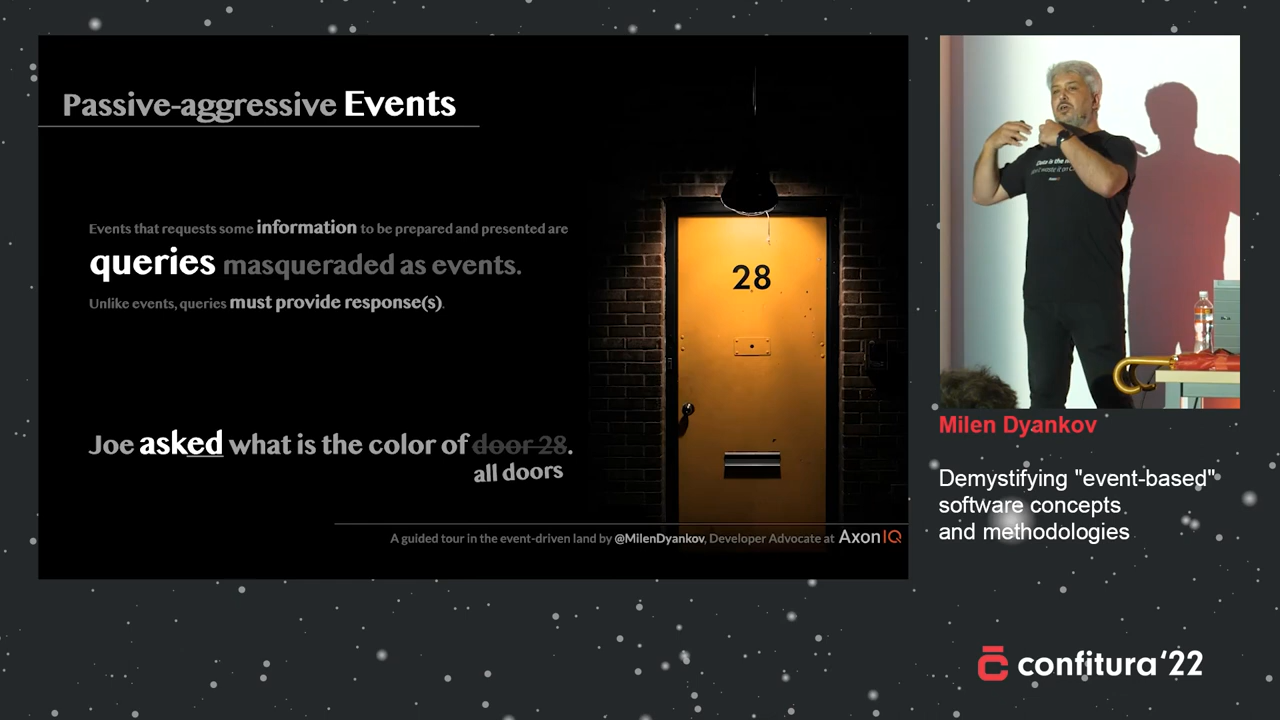 Passive-aggressive Events
Events that requests some information to be prepared and presented are
queries masqueraded as events.
Unlike events, queries must provide response(s).
Joe asked what is the color of door 28.
all doors
28
A guided tour in the event-driven land by @MilenDyankov, Developer Advocate at AxonIQ
Milen Dyankov
Demystifying "event-based"
software concepts
and methodologies
confitura '22